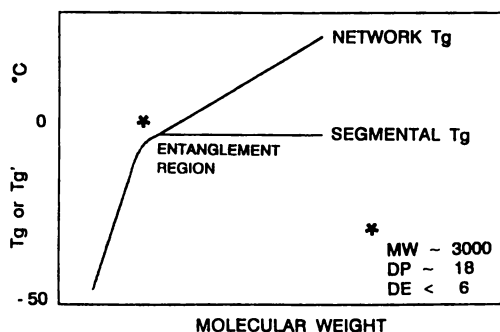 NETWORK Tg
°C
0
*
SEGMENTAL Tg
ENTANGLEMENT
REGION
Tg or Tg'
*
MW ~ 3000
DP ~ 18
DE < 6
-50
MOLECULAR WEIGHT